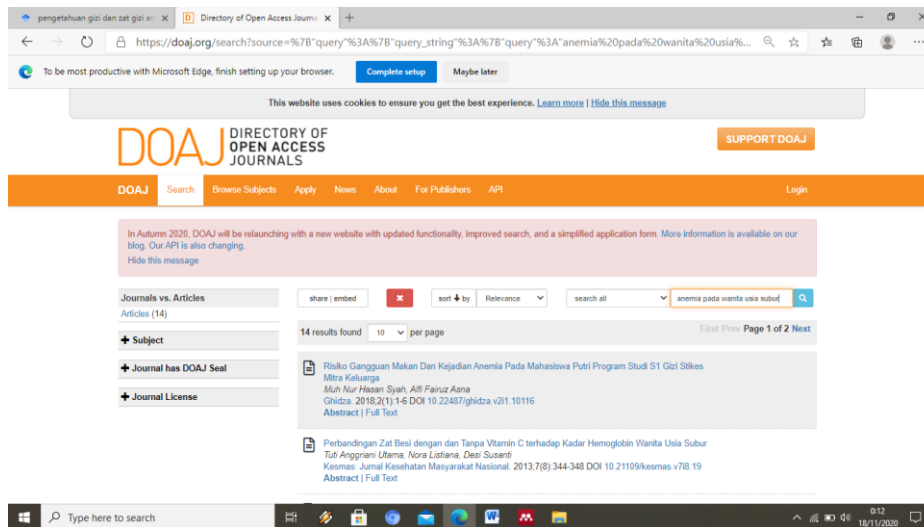 pengetahuan gizi dan zat gizi an
Directory of Open Access Journa
https://doaj.org/search?source=%7B"query"%3A%7B"query_string"%3A%7B"query"%3A"anemia%20pada%20wanita%20usia%...
To be most productive with Microsoft Edge, finish setting up your browser.
Complete setup
Maybe later
This website uses cookies to ensure you get the best experience. Learn more | Hide this message
DOAJ
DIRECTORY OF
OPEN ACCESS
JOURNALS
SUPPORT DOAJ
DOAJ Search Browse Subjects Apply News About For Publishers API Login
In Autumn 2020, DOAJ will be relaunching with a new website with updated functionality, improved search, and a simplified application form. More information is available on our
blog. Our API is also changing.
Hide this message
Journals vs. Articles
Articles (14)
+ Subject
+ Journal has DOAJ Seal
+ Journal License
share | embed
sort by Relevance
search all
anemia pada wanita usia subur
14 results found 10 per page
First Prev Page 1 of 2 Next
Risiko Gangguan Makan Dan Kejadian Anemia Pada Mahasiswa Putri Program Studi S1 Gizi Stikes
Mitra Keluarga
Muh Nur Hasan Syah, Alfi Fairuz Asna
Ghidza. 2018;2(1):1-6 DOI 10.22487/ghidza.v2i1.10116
Abstract | Full Text
Perbandingan Zat Besi dengan dan Tanpa Vitamin C terhadap Kadar Hemoglobin Wanita Usia Subur
Tuti Anggriani Utama, Nora Listiana, Desi Susanti
Kesmas: Jurnal Kesehatan Masyarakat Nasional. 2013;7(8):344-348 DOI 10.21109/kesmas.v7i8.19
Abstract | Full Text
Type here to search
0:12
18/11/2020